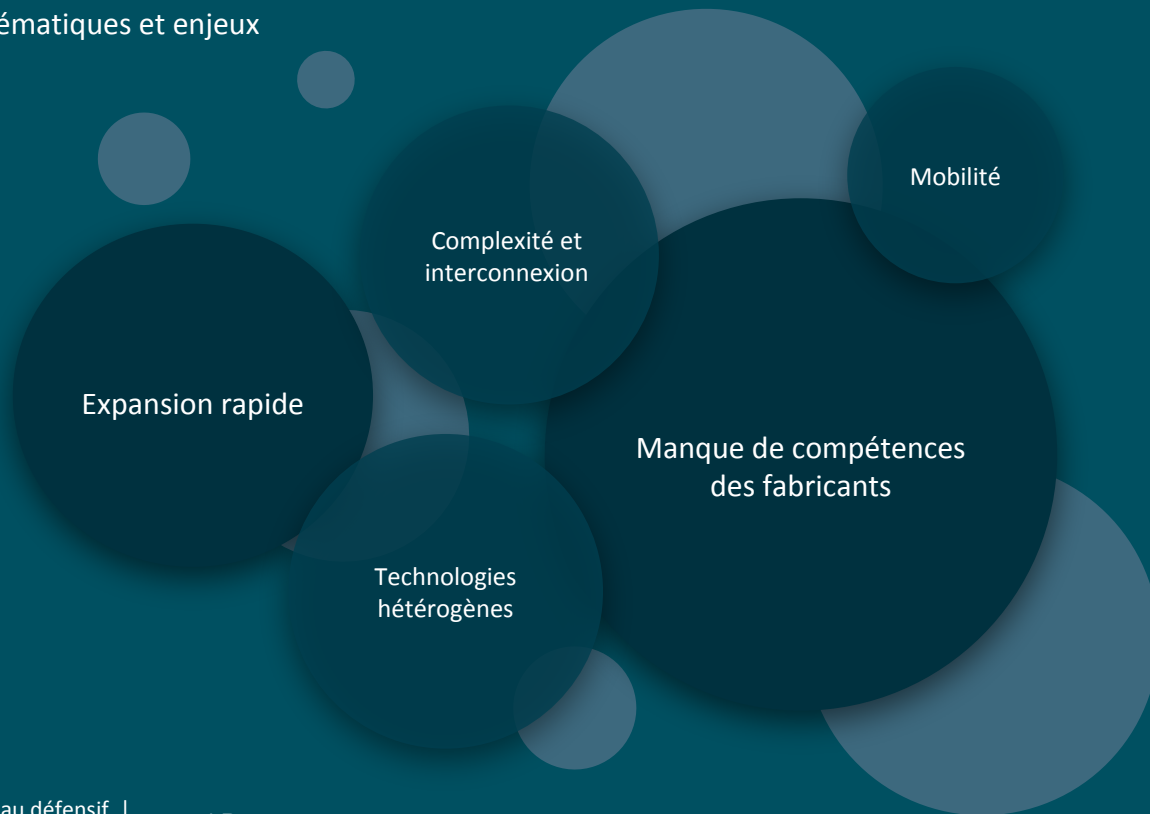 ématiques et enjeux
Mobilité
Complexité et
interconnexion
Expansion rapide
Manque de compétences
des fabricants
Technologies
hétérogènes
au défensif |